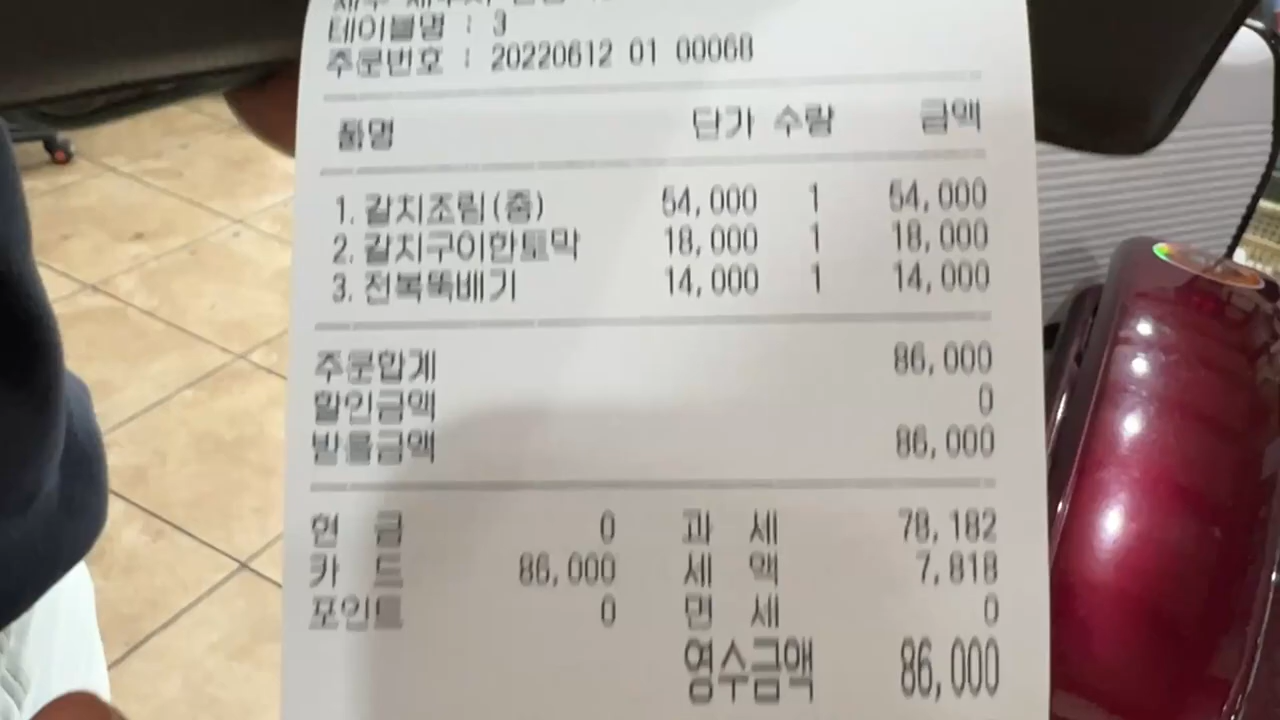 테이블명 : 3
주문번호 : 20220612 01 00068
품명 단가 수량 금액
1. 갈치조림(중) 54,000 1 54,000
2. 갈치구이한토막 18,000 1 18,000
3. 전복뚝배기 14,000 1 14,000
주문합계 86,000
할인금액 0
받을금액 86,000
현 금 0 과 세 78,182
카 드 86,000 세 액 7,818
포인트 0 면 세 0
영수금액 86,000